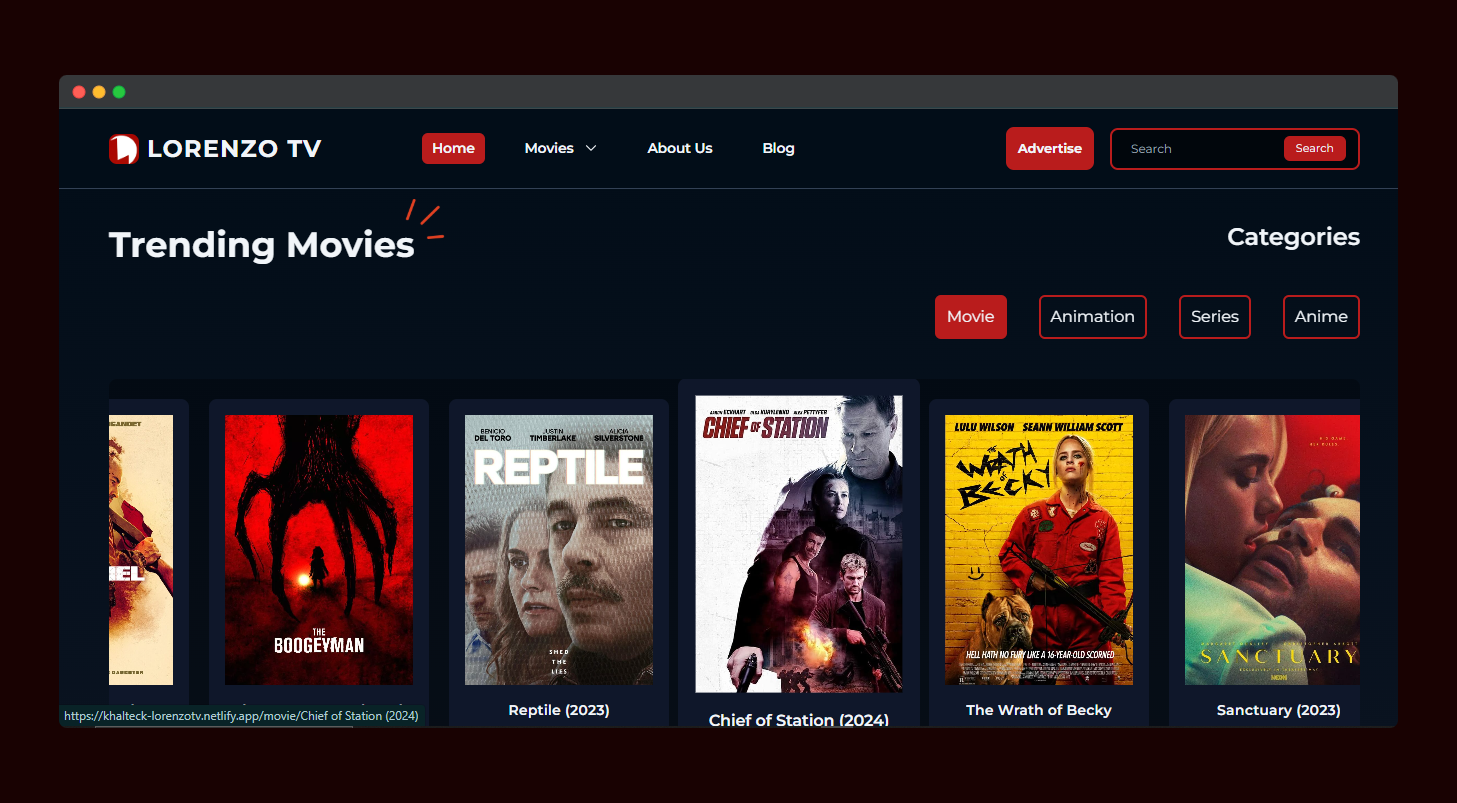 LORENZO TV
Home
Movies
About Us
Blog
Advertise
Search
Search
Trending Movies
Categories
Movie
Animation
Series
Anime
THE
BOOGEYMAN
BENICIO
DEL TORO
JUSTIN
TIMBERLAKE
ALICIA
SILVERSTONE
REPTILE
SHED
THE
LIES
Reptile (2023)
AARON ECKHART OLGA KURYLENKO ALEX PETTYFER
CHIEF OF STATION
Chief of Station (2024)
LULU WILSON SEANN WILLIAM SCOTT
THE WRATH OF BECKY
HELL HATH NO FURY LIKE A 16-YEAR-OLD SCORNED.
The Wrath of Becky
SANCTUARY
NEON
Sanctuary (2023)
https://khalteck-lorenzotv.netlify.app/movie/Chief of Station (2024)